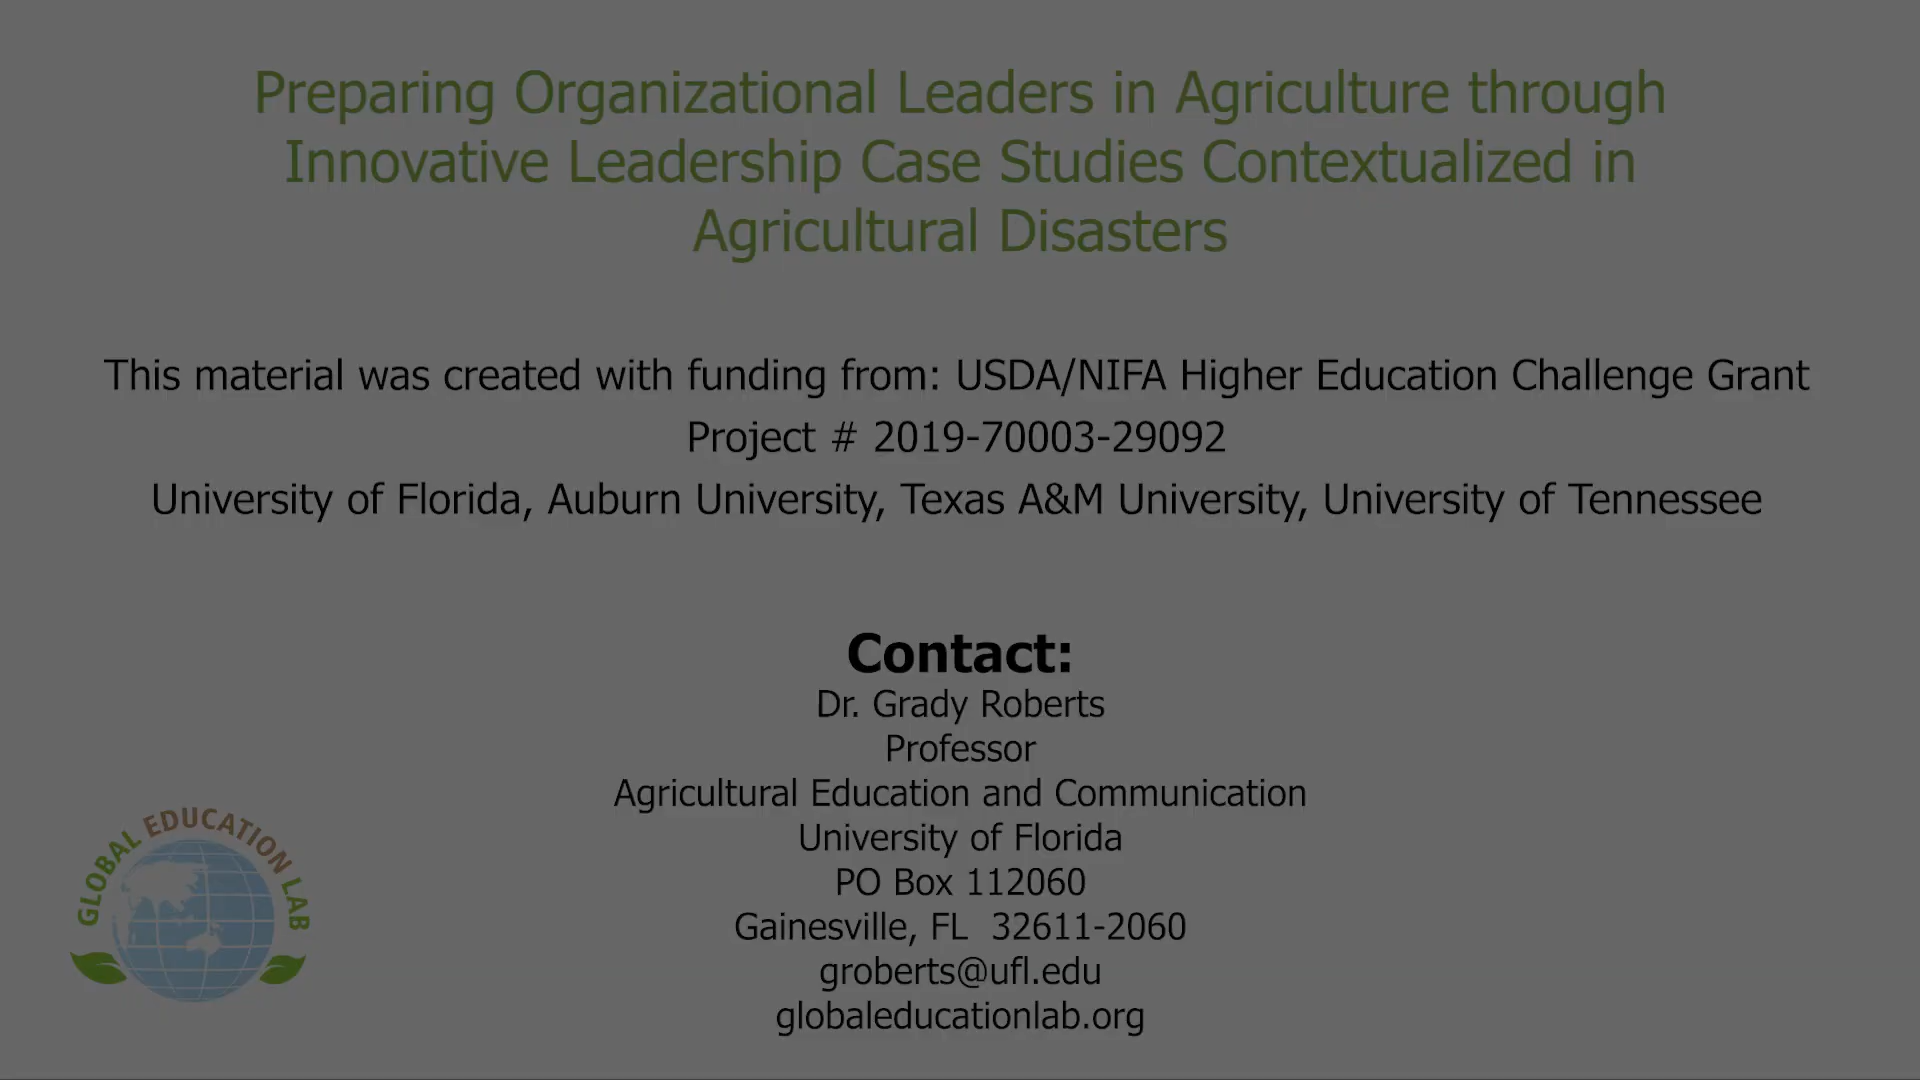 Preparing Organizational Leaders in Agriculture through
Innovative Leadership Case Studies Contextualized in
Agricultural Disasters
This material was created with funding from: USDA/NIFA Higher Education Challenge Grant
Project # 2019-70003-29092
University of Florida, Auburn University, Texas A&M University, University of Tennessee
Contact:
Dr. Grady Roberts
Professor
Agricultural Education and Communication
University of Florida
PO Box 112060
Gainesville, FL  32611-2060
groberts@ufl.edu
globaleducationlab.org
GLOBAL EDUCATION LAB